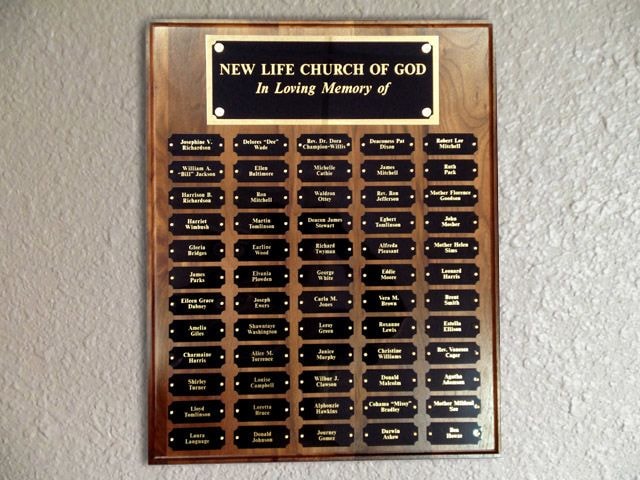 NEW LIFE CHURCH OF GOD
In Loving Memory of
Josephine V.
Richardson
Delores "Dee"
Wade
Rev. Dr. Dora
Champion-Willis
Deaconess Pat
Dixon
Robert Lee
Mitchell
William A.
"Bill" Jackson
Ellen
Baltimore
Michelle
Cathie
James
Mitchell
Ruth
Park
Harrison B.
Richardson
Ron
Mitchell
Waldron
Ottey
Rev. Ron
Jefferson
Mother Florence
Goodson
Harriet
Wimbush
Martin
Tomlinson
Deacon James
Stewart
Egbert
Tomlinson
John
Mosher
Gloria
Bridges
Earline
Wood
Richard
Twyman
Alfreda
Pleasant
Mother Helen
Sims
James
Parks
Elvania
Plowden
George
White
Eddie
Moore
Leonard
Harris
Eileen Grace
Dabney
Joseph
Ewers
Carla M.
Jones
Vera M.
Brown
Brent
Smith
Amelia
Giles
Shawntaye
Washington
Leroy
Green
Roxanne
Lewis
Estella
Ellison
Charmaine
Harris
Alice M.
Torrence
Janice
Murphy
Christine
Williams
Rev. Vanessa
Cager
Shirley
Turner
Louise
Campbell
Wilbur J.
Clawson
Donald
Malcolm
Agatha
Adamson
Lloyd
Tomlinson
Loretta
Bruce
Alphonzie
Hawkins
Cohama "Missy"
Bradley
Mother Mildred
Laura
Language
Donald
Johnson
Journey
Gomez
Darwin
Askew
Ben
Howze